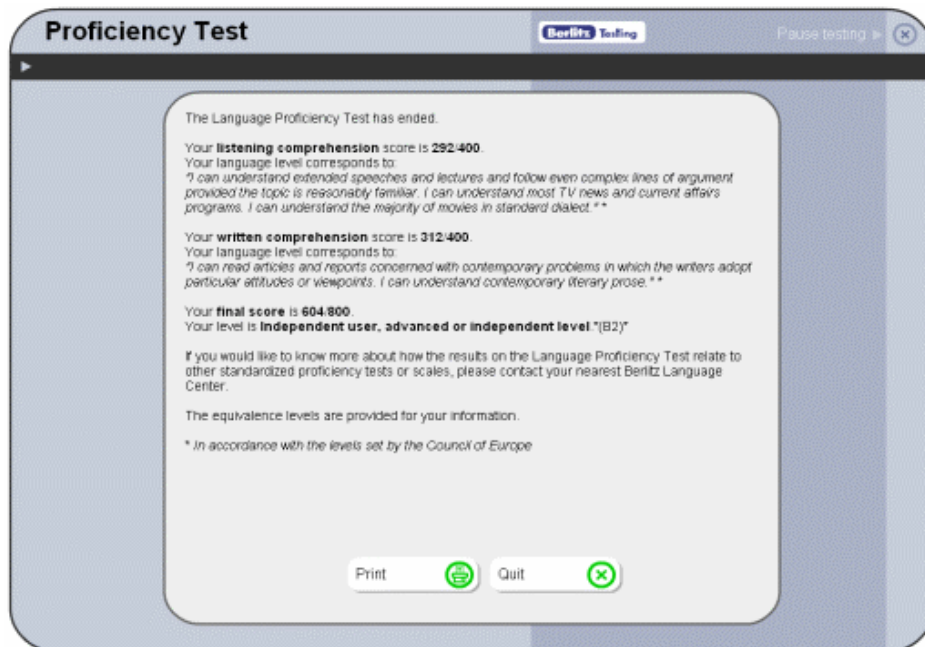 Proficiency Test
Berlitz Testing
Pause testing
The Language Proficiency Test has ended.
Your listening comprehension score is 292/400.
Your language level corresponds to:
"I can understand extended speeches and lectures and follow even complex lines of argument
provided the topic is reasonably familiar. I can understand most TV news and current affairs
programs. I can understand the majority of movies in standard dialect." *
Your written comprehension score is 312/400.
Your language level corresponds to:
"I can read articles and reports concerned with contemporary problems in which the writers adopt
particular attitudes or viewpoints. I can understand contemporary literary prose." *
Your final score is 604/800.
Your level is Independent user, advanced or independent level."(B2)"
If you would like to know more about how the results on the Language Proficiency Test relate to
other standardized proficiency tests or scales, please contact your nearest Berlitz Language
Center.
The equivalence levels are provided for your information.
* In accordance with the levels set by the Council of Europe
Print
Quit